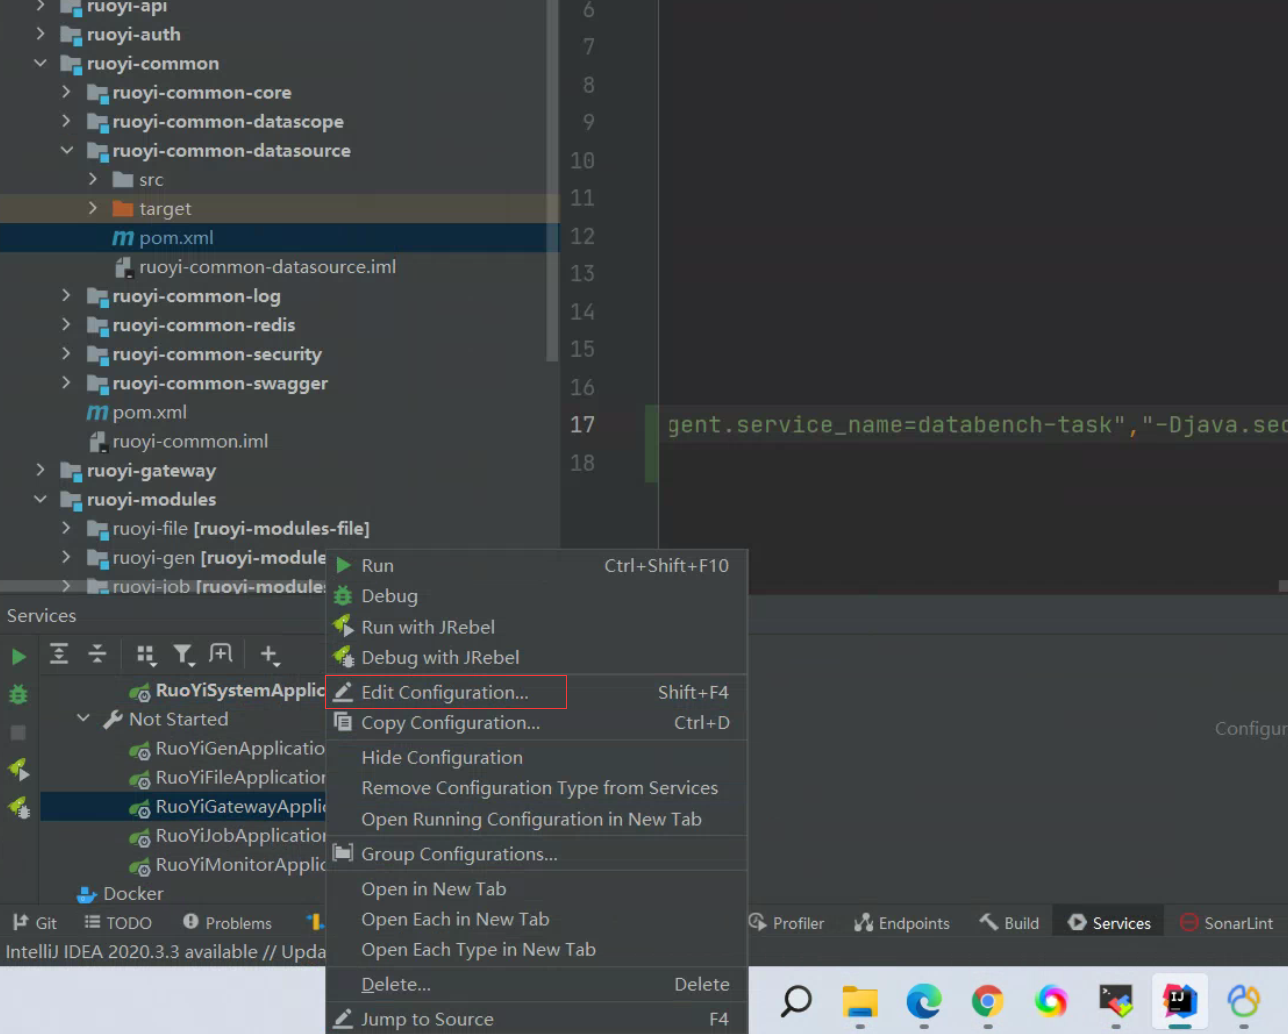 ruoyi-api
ruoyi-auth
ruoyi-common
ruoyi-common-core
ruoyi-common-datascope
ruoyi-common-datasource
src
target
pom.xml
ruoyi-common-datasource.iml
ruoyi-common-log
ruoyi-common-redis
ruoyi-common-security
ruoyi-common-swagger
pom.xml
ruoyi-common.iml
ruoyi-gateway
ruoyi-modules
ruoyi-file [ruoyi-modules-file]
ruoyi-gen [ruoyi-module
ruoyi-job [ruoyi-modules
6
7
8
9
10
11
12
13
14
15
16
17 gent.service_name=databench-task","-Djava.sec
18
Services
RuoYiSystemApplic
Not Started
RuoYiGenApplicatio
RuoYiFileApplication
RuoYiGatewayApplic
RuoYiJobApplication
RuoYiMonitorApplic
Docker
Run Ctrl+Shift+F10
Debug
Run with JRebel
Debug with JRebel
Edit Configuration... Shift+F4
Copy Configuration... Ctrl+D
Hide Configuration
Remove Configuration Type from Services
Open Running Configuration in New Tab
Group Configurations...
Open in New Tab
Open Each in New Tab
Open Each Type in New Tab
Delete... Delete
Jump to Source F4
Configur
Git TODO Problems Profiler Endpoints Build Services SonarLint
IntelliJ IDEA 2020.3.3 available // Upda
IJ